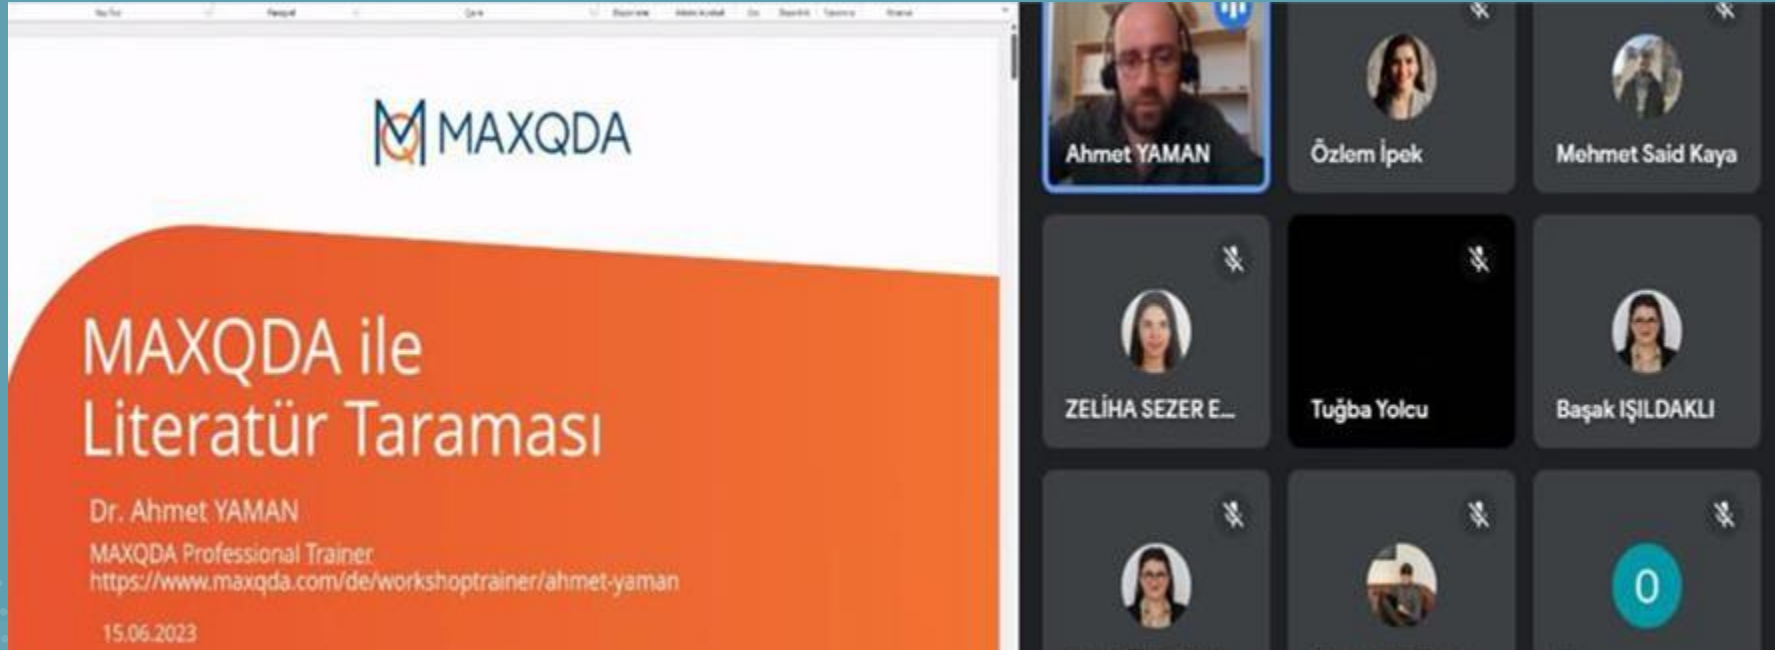 MAXQDA
MAXQDA ile
Literatür Taraması
Dr. Ahmet YAMAN
MAXQDA Professional Trainer
https://www.maxqda.com/de/workshoptrainer/ahmet-yaman
15.06.2023
Ahmet YAMAN
Özlem İpek
Mehmet Said Kaya
ZELİHA SEZER E...
Tuğba Yolcu
Başak IŞILDAKLI
O